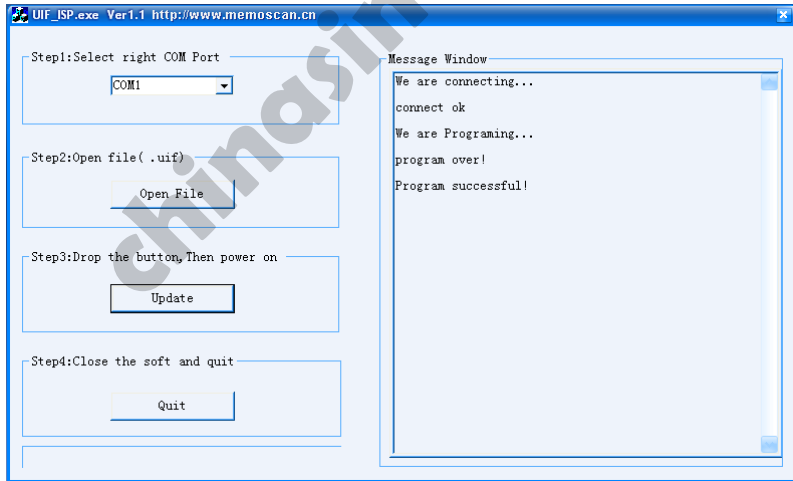 UIF_ISP.exe Ver1.1 http://www.memoscan.cn
Step1:Select right COM Port
COM1
Step2:Open file( .uif)
Open File
Step3:Drop the button,Then power on
Update
Step4:Close the soft and quit
Quit
Message Window
We are connecting...
connect ok
We are Programing...
program over!
Program successful!
chinasin